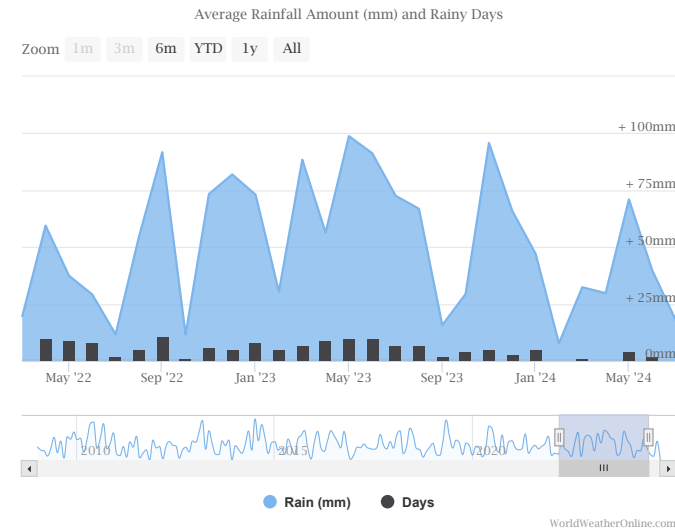 Average Rainfall Amount (mm) and Rainy Days
Zoom 1m 3m 6m YTD 1y All
+ 100mm
+ 75mm
+ 50mm
+ 25mm
0mm
May '22 Sep '22 Jan '23 May '23 Sep '23 Jan '24 May '24
2010 2015 2020
Rain (mm) Days
WorldWeatherOnline.com